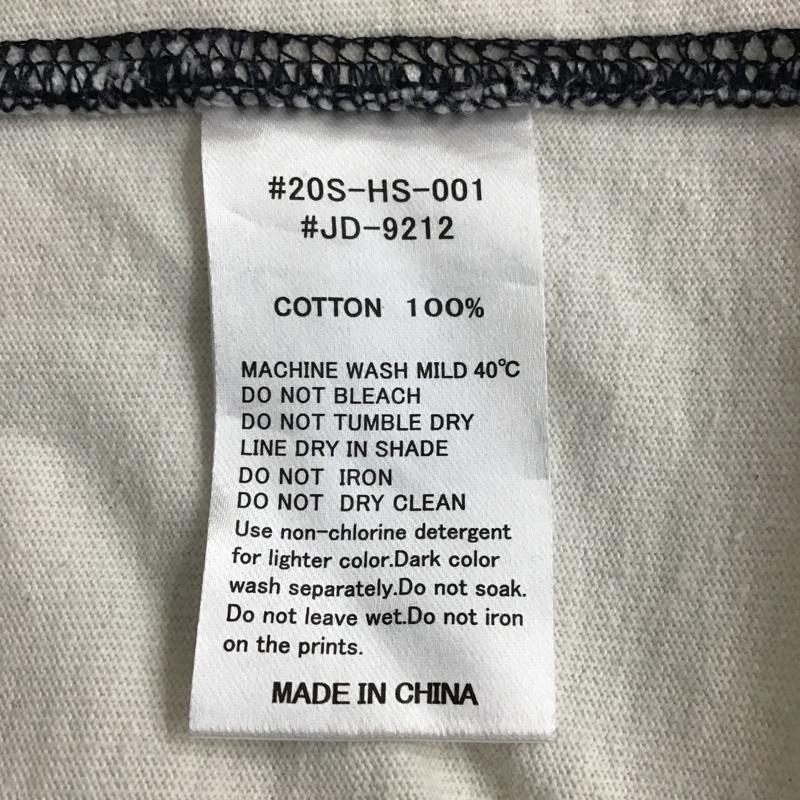 #20S-HS-001
#JD-9212
COTTON 100%
MACHINE WASH MILD 40℃
DO NOT BLEACH
DO NOT TUMBLE DRY
LINE DRY IN SHADE
DO NOT IRON
DO NOT DRY CLEAN
Use non-chlorine detergent
for lighter color.Dark color
wash separately.Do not soak.
Do not leave wet.Do not iron
on the prints.
MADE IN CHINA